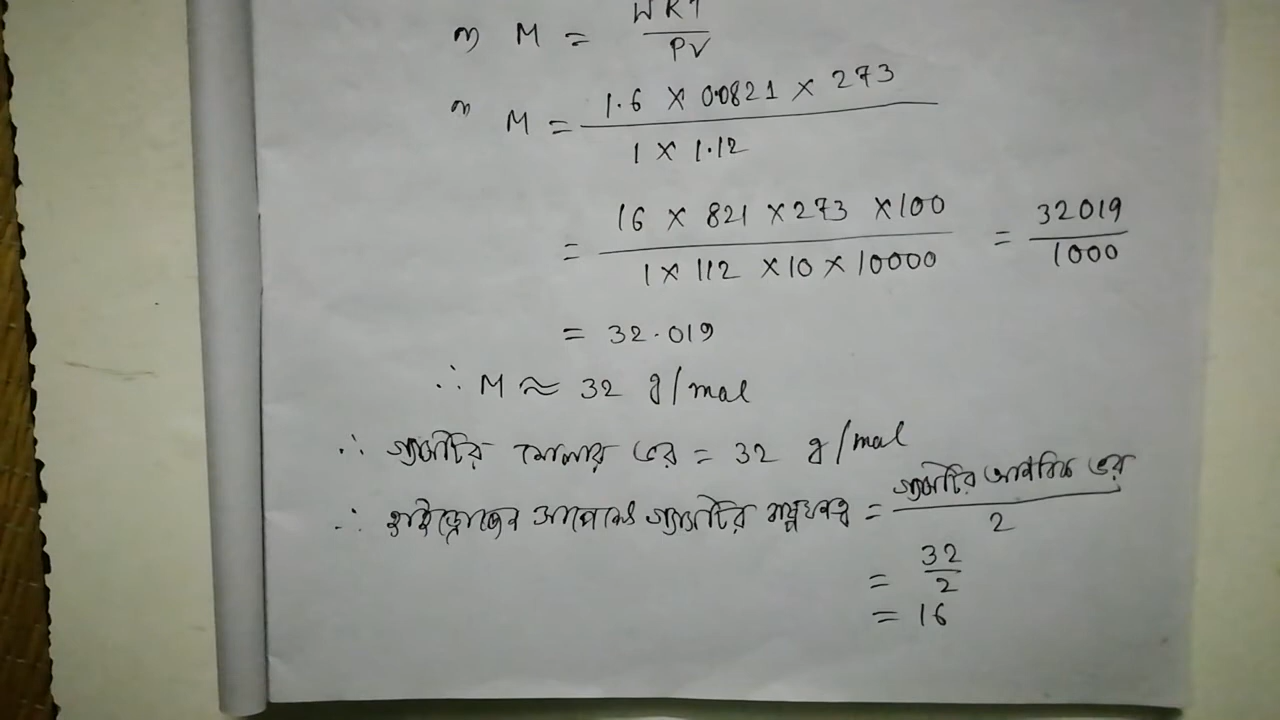 বা M = WRT / PV
বা M = 1.6 × 0.0821 × 273 / 1 × 1.12
= 16 × 821 × 273 × 100 / 1 × 112 × 10 × 10000 = 32019 / 1000
= 32.019
∴ M ≈ 32 g/mol
∴ গ্যাসটির মোলার ভর = 32 g/mol
∴ হাইড্রোজেন সাপেক্ষে গ্যাসটির বাষ্পঘনত্ব = গ্যাসটির আণবিক ভর / 2
= 32 / 2
= 16